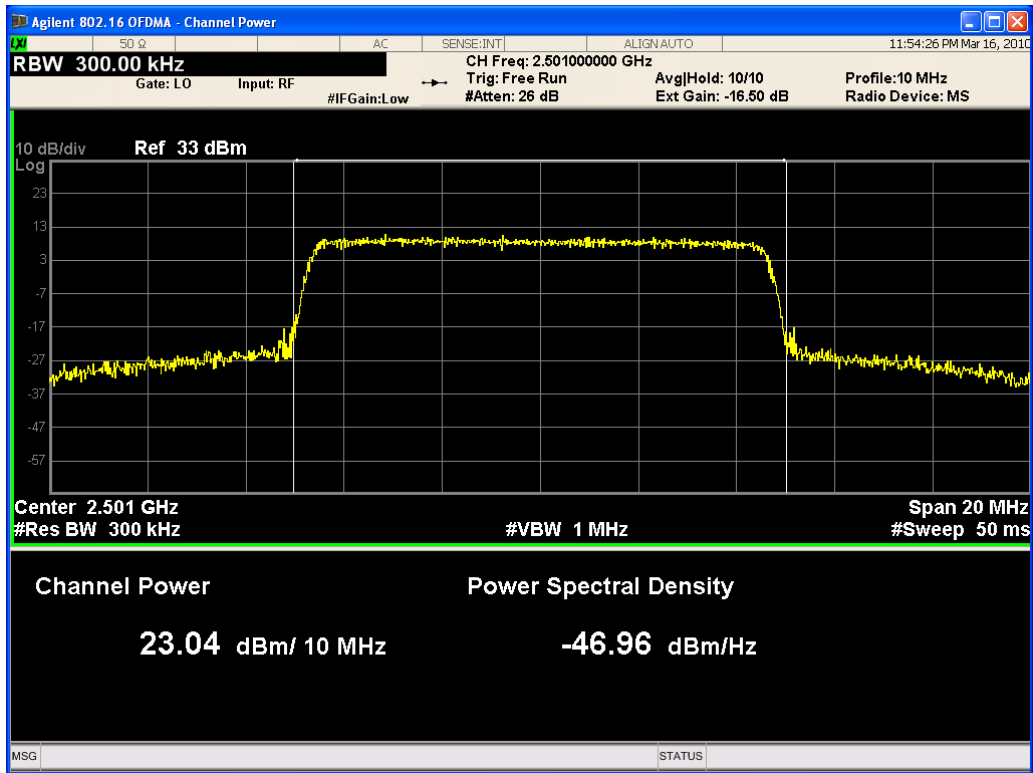 Agilent 802.16 OFDMA - Channel Power
LXI 50 Ω AC SENSE:INT ALIGN AUTO 11:54:26 PM Mar 16, 2010
RBW 300.00 kHz CH Freq: 2.501000000 GHz
Gate: LO Input: RF Trig: Free Run Avg|Hold: 10/10 Profile:10 MHz
#IFGain:Low #Atten: 26 dB Ext Gain: -16.50 dB Radio Device: MS
10 dB/div Ref 33 dBm
Log
23
13
3
-7
-17
-27
-37
-47
-57
Center 2.501 GHz Span 20 MHz
#Res BW 300 kHz #VBW 1 MHz #Sweep 50 ms
Channel Power Power Spectral Density
23.04 dBm/ 10 MHz -46.96 dBm/Hz
MSG STATUS